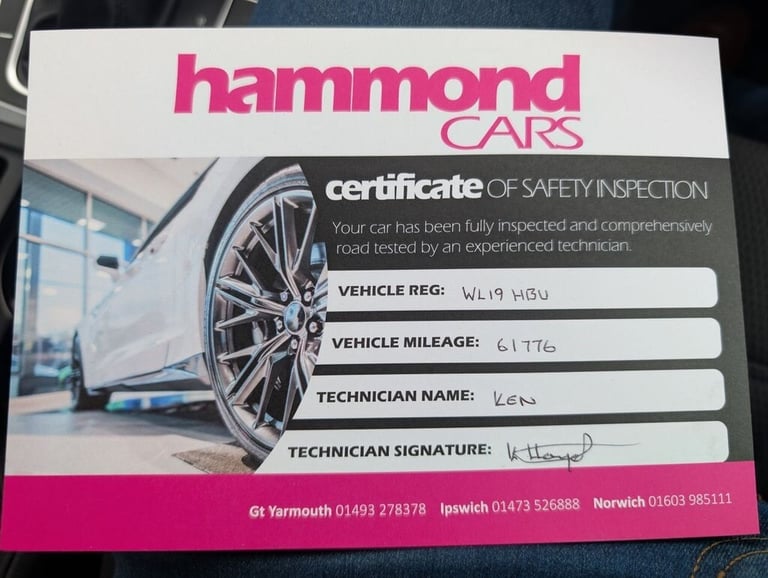 hammond
CARS
certificate OF SAFETY INSPECTION
Your car has been fully inspected and comprehensively
road tested by an experienced technician.
VEHICLE REG: WL19 HBU
VEHICLE MILEAGE: 61776
TECHNICIAN NAME: KEN
TECHNICIAN SIGNATURE:
Gt Yarmouth 01493 278378 Ipswich 01473 526888 Norwich 01603 985111